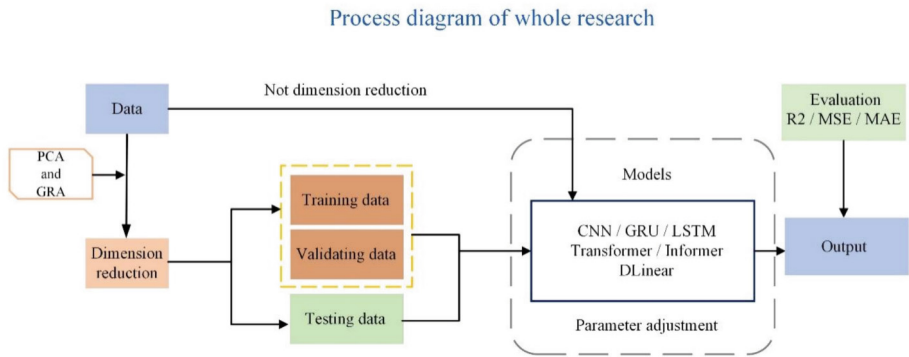 Process diagram of whole research
Not dimension reduction
Data
Evaluation
R2 / MSE / MAE
PCA
and
GRA
Models
Training data
CNN / GRU / LSTM
Transformer / Informer
DLinear
Validating data
Output
Dimension
reduction
Testing data
Parameter adjustment